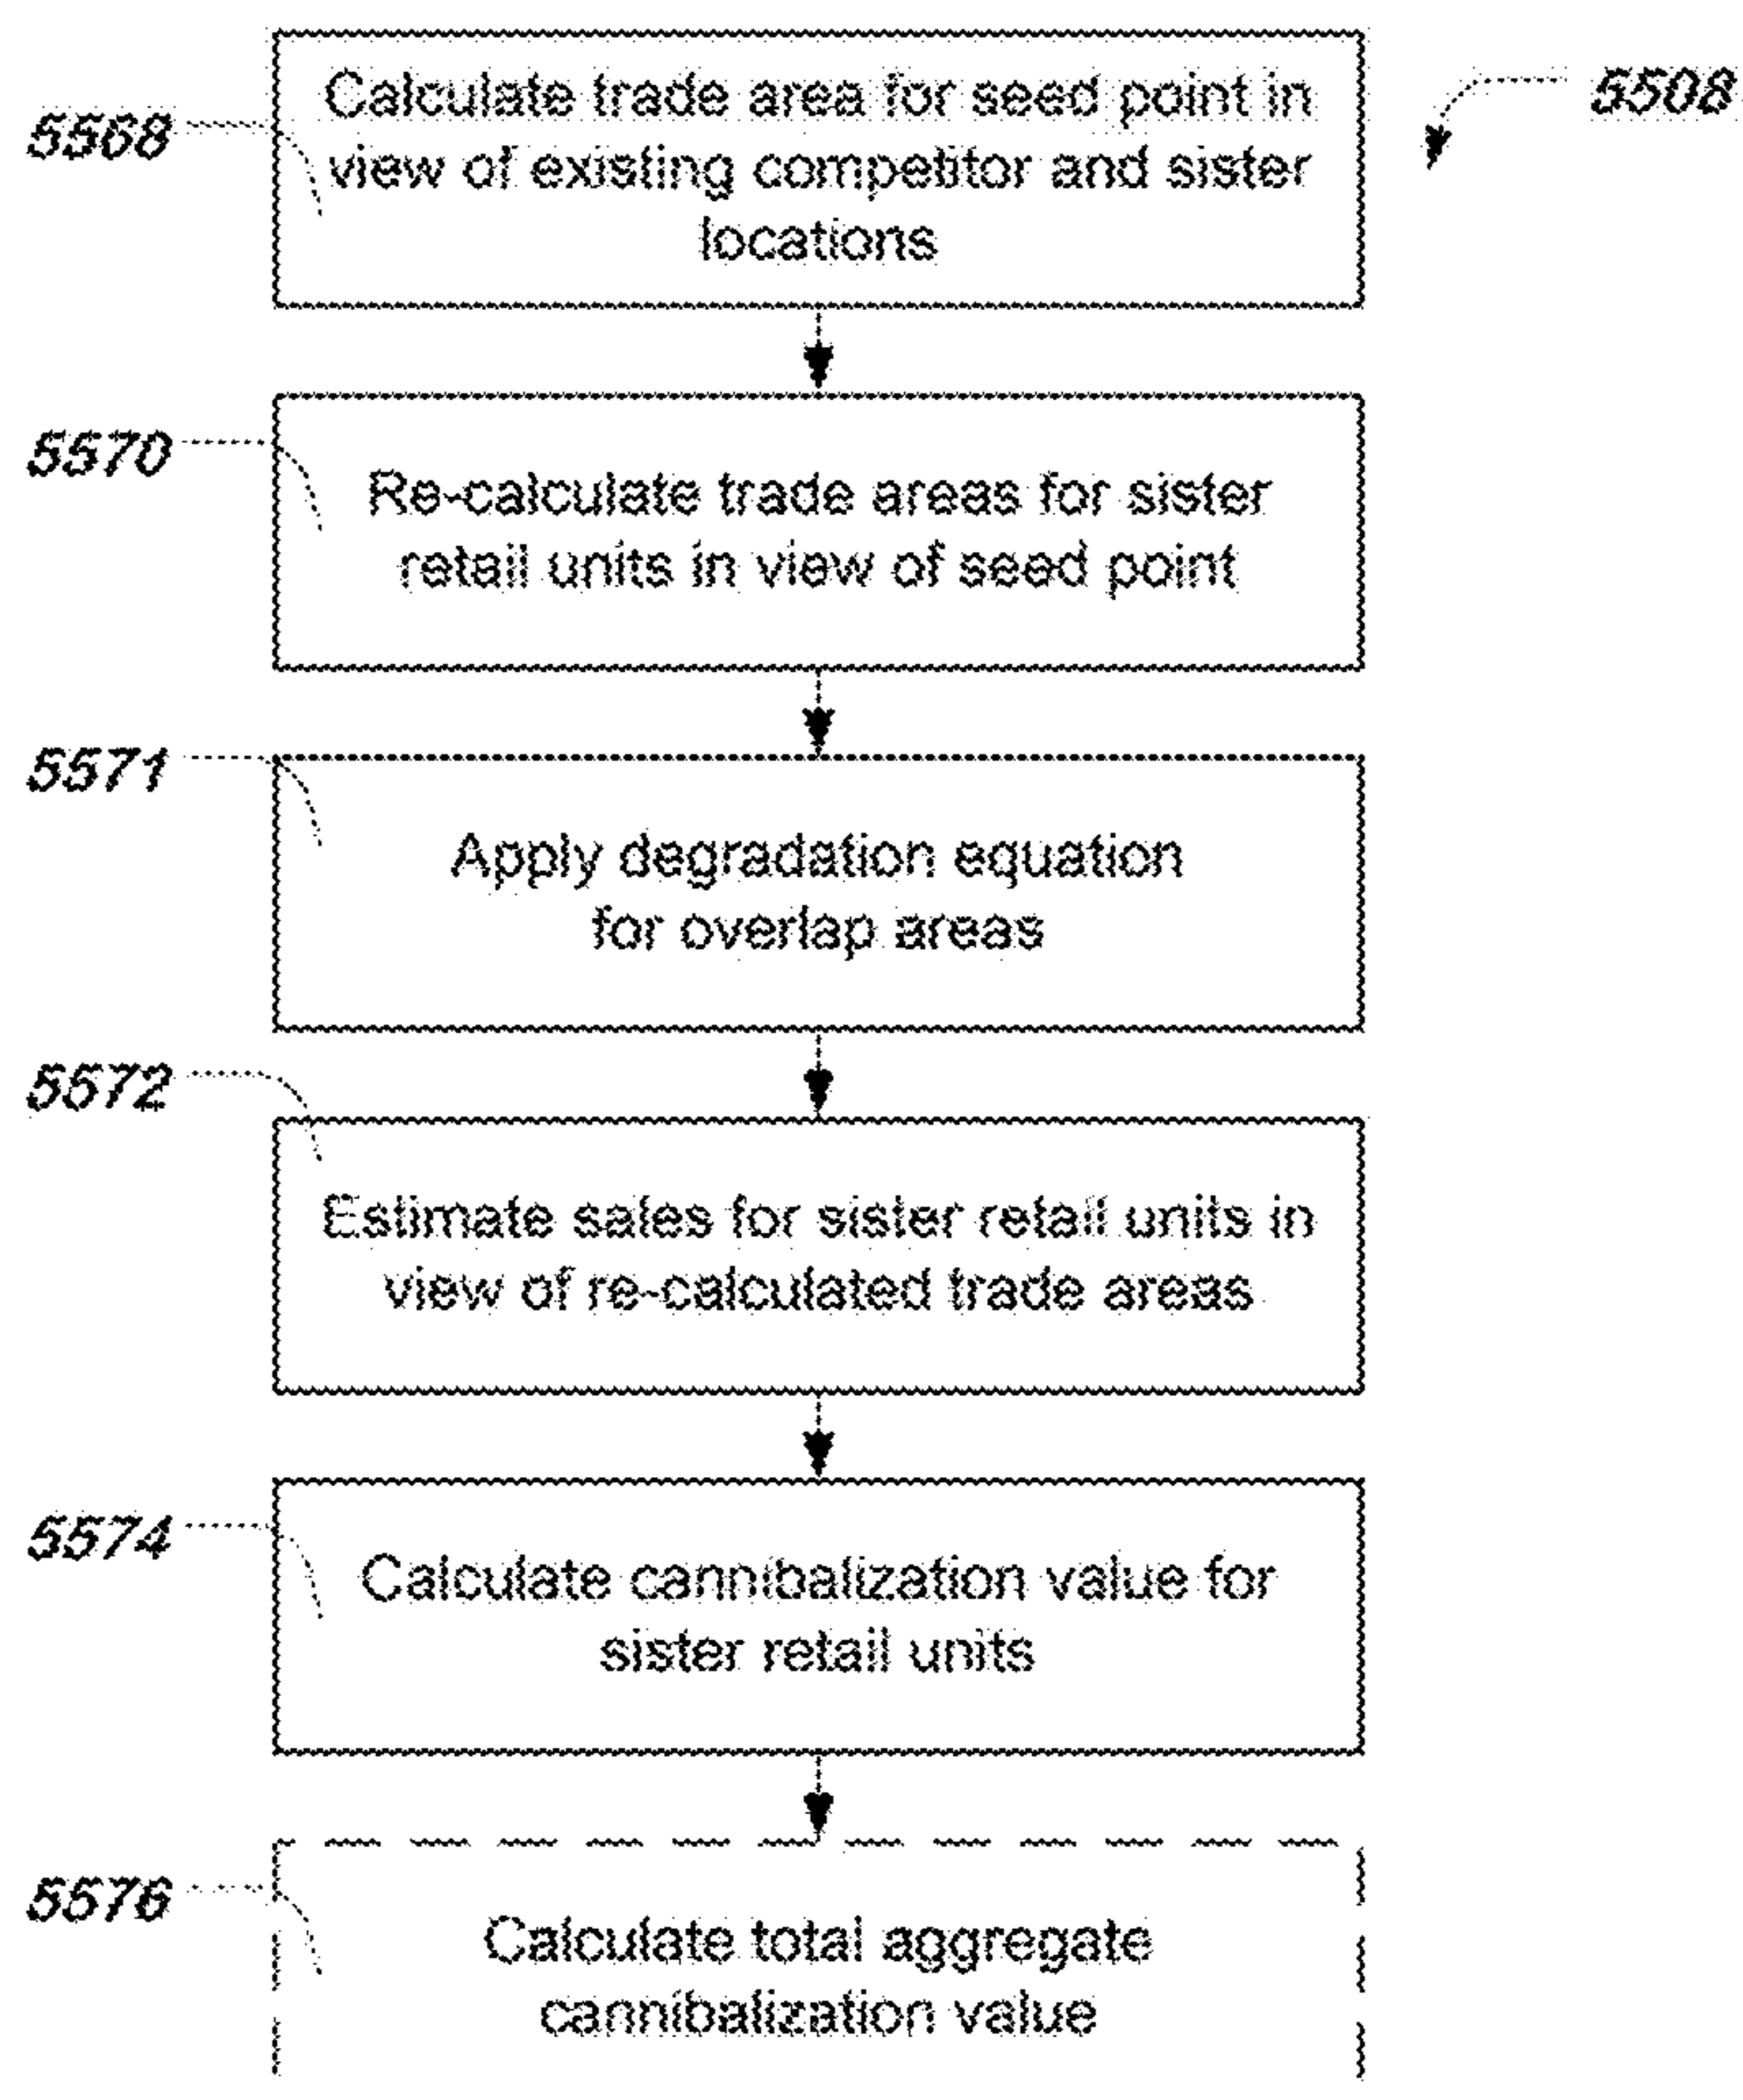 5508
5568
Calculate trade area for seed point in
view of existing competitor and sister
locations
5570
Re-calculate trade areas for sister
retail units in view of seed point
5571
Apply degradation equation
for overlap areas
5572
Estimate sales for sister retail units in
view of re-calculated trade areas
5574
Calculate cannibalization value for
sister retail units
5576
Calculate total aggregate
cannibalization value